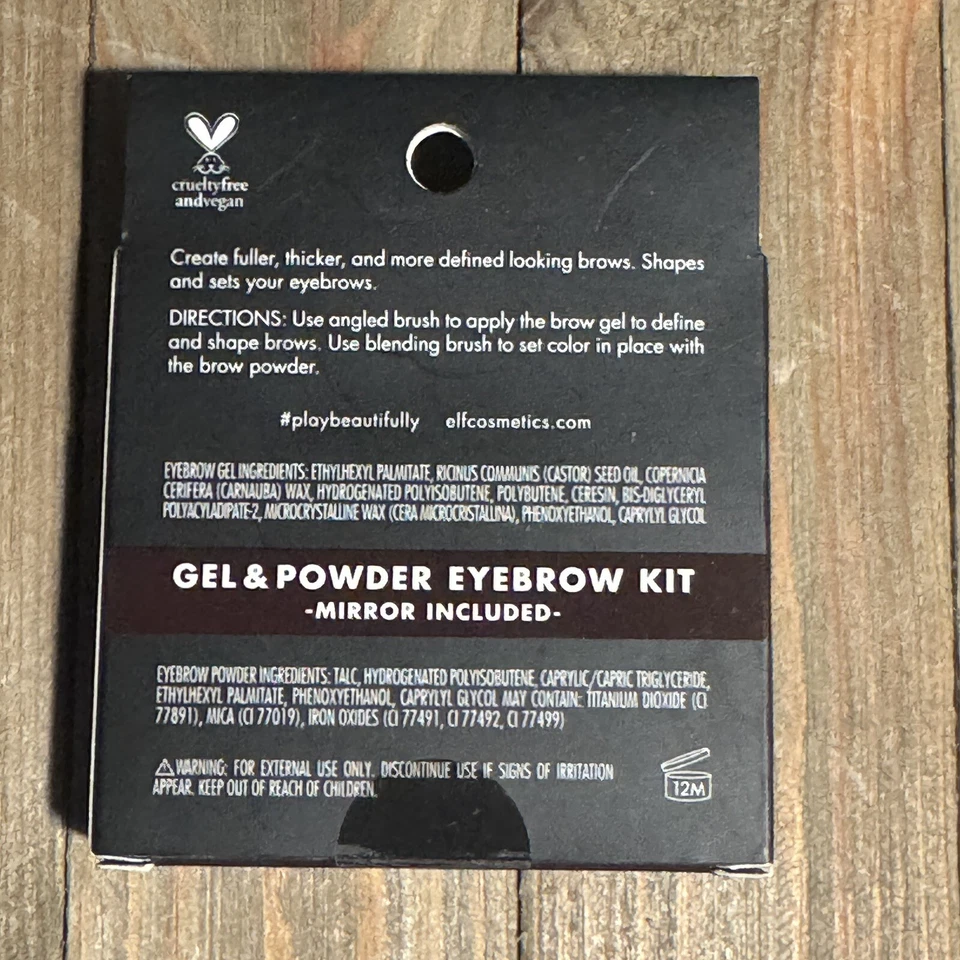 crueltyfree
andvegan
Create fuller, thicker, and more defined looking brows. Shapes
and sets your eyebrows.
DIRECTIONS: Use angled brush to apply the brow gel to define
and shape brows. Use blending brush to set color in place with
the brow powder.
#playbeautifully elfcosmetics.com
EYEBROW GEL INGREDIENTS: ETHYLHEXYL PALMITATE, RICINUS COMMUNIS (CASTOR) SEED OIL, COPERNICIA
CERIFERA (CARNAUBA) WAX, HYDROGENATED POLYISOBUTENE, POLYBUTENE, CERESIN, BIS-DIGLYCERYL
POLYACYLADIPATE-2, MICROCRYSTALLINE WAX (CERA MICROCRISTALLINA), PHENOXYETHANOL, CAPRYLYL GLYCOL
GEL & POWDER EYEBROW KIT
-MIRROR INCLUDED-
EYEBROW POWDER INGREDIENTS: TALC, HYDROGENATED POLYISOBUTENE, CAPRYLIC/CAPRIC TRIGLYCERIDE,
ETHYLHEXYL PALMITATE, PHENOXYETHANOL, CAPRYLYL GLYCOL MAY CONTAIN: TITANIUM DIOXIDE (CI
77891), MICA (CI 77019), IRON OXIDES (CI 77491, CI 77492, CI 77499)
⚠WARNING: FOR EXTERNAL USE ONLY. DISCONTINUE USE IF SIGNS OF IRRITATION
APPEAR. KEEP OUT OF REACH OF CHILDREN.
12M